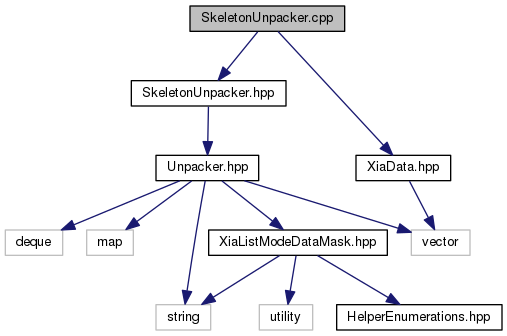 SkeletonUnpacker.cpp
SkeletonUnpacker.hpp
Unpacker.hpp
XiaData.hpp
deque
map
XiaListModeDataMask.hpp
vector
string
utility
HelperEnumerations.hpp